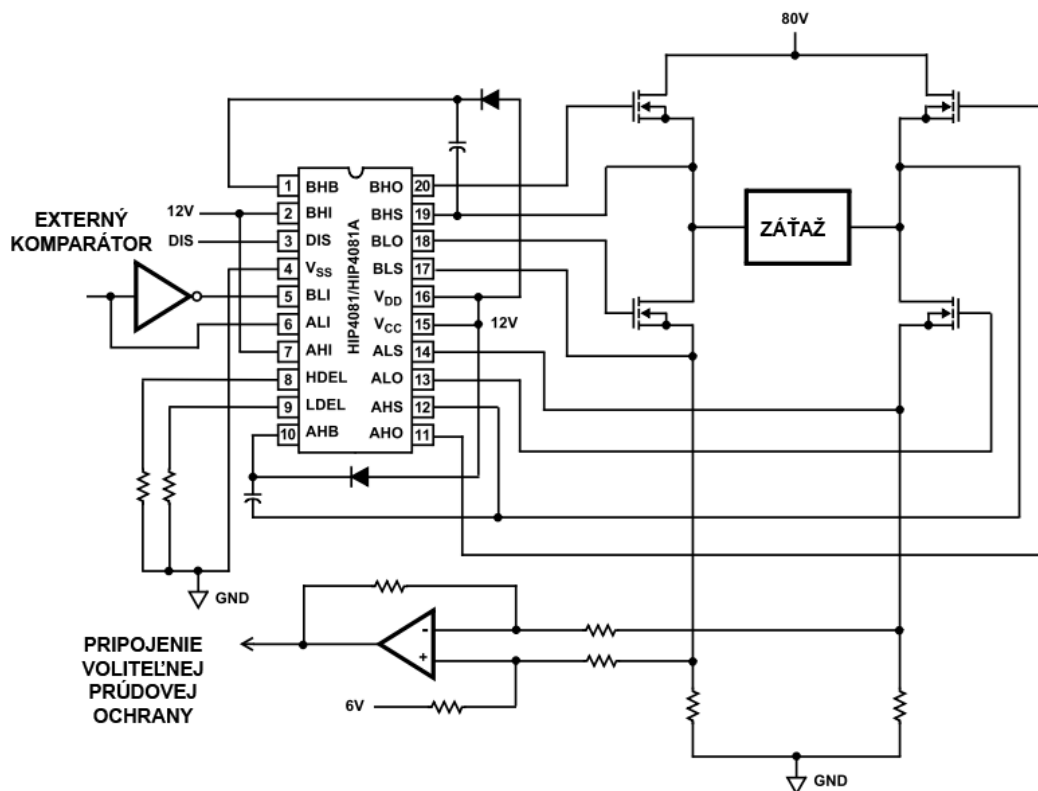 80V
EXTERNÝ
KOMPARÁTOR
12V
DIS
1 BHB
2 BHI
3 DIS
4 VSS
5 BLI
6 ALI
7 AHI
8 HDEL
9 LDEL
10 AHB
HIP4081/HIP4081A
BHO 20
BHS 19
BLO 18
BLS 17
VDD 16
VCC 15
ALS 14
ALO 13
AHS 12
AHO 11
12V
ZÁŤAŽ
GND
PRIPOJENIE
VOLITEĽNEJ
PRÚDOVEJ
OCHRANY
-
+
6V
GND